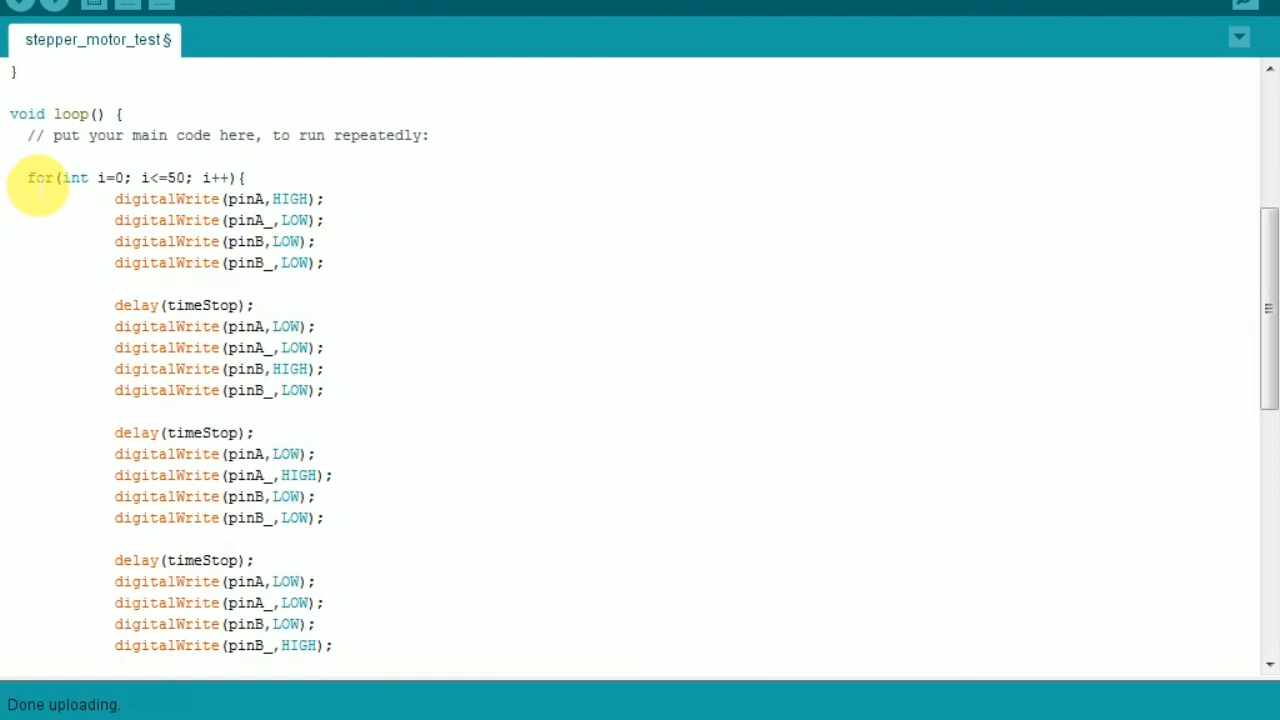 stepper_motor_test §
}
void loop() {
// put your main code here, to run repeatedly:
for(int i=0; i<=50; i++){
digitalWrite(pinA,HIGH);
digitalWrite(pinA_,LOW);
digitalWrite(pinB,LOW);
digitalWrite(pinB_,LOW);
delay(timeStop);
digitalWrite(pinA,LOW);
digitalWrite(pinA_,LOW);
digitalWrite(pinB,HIGH);
digitalWrite(pinB_,LOW);
delay(timeStop);
digitalWrite(pinA,LOW);
digitalWrite(pinA_,HIGH);
digitalWrite(pinB,LOW);
digitalWrite(pinB_,LOW);
delay(timeStop);
digitalWrite(pinA,LOW);
digitalWrite(pinA_,LOW);
digitalWrite(pinB,LOW);
digitalWrite(pinB_,HIGH);
Done uploading.